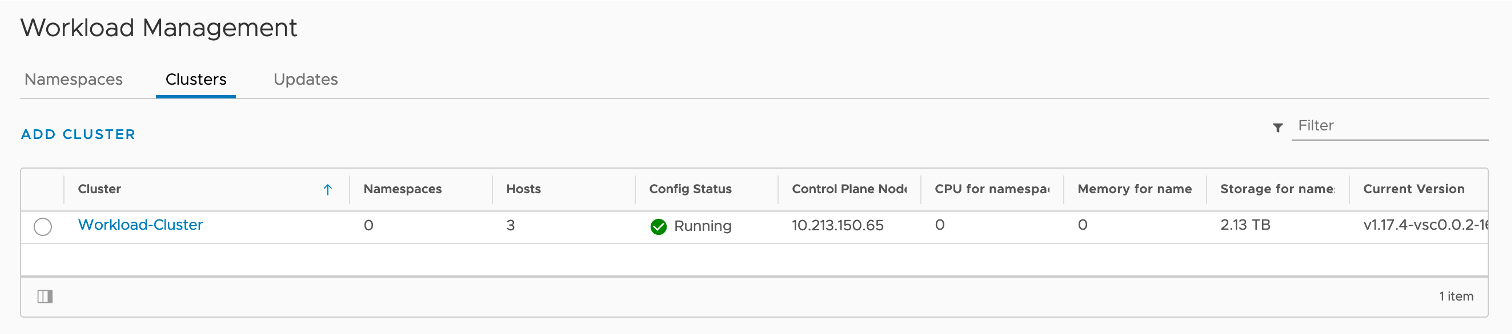 Workload Management
Namespaces Clusters Updates
ADD CLUSTER Filter
Cluster Namespaces Hosts Config Status Control Plane Node CPU for namespa Memory for name Storage for name Current Version
Workload-Cluster 0 3 Running 10.213.150.65 0 0 2.13 TB v1.17.4-vsc0.0.2-16
1 item